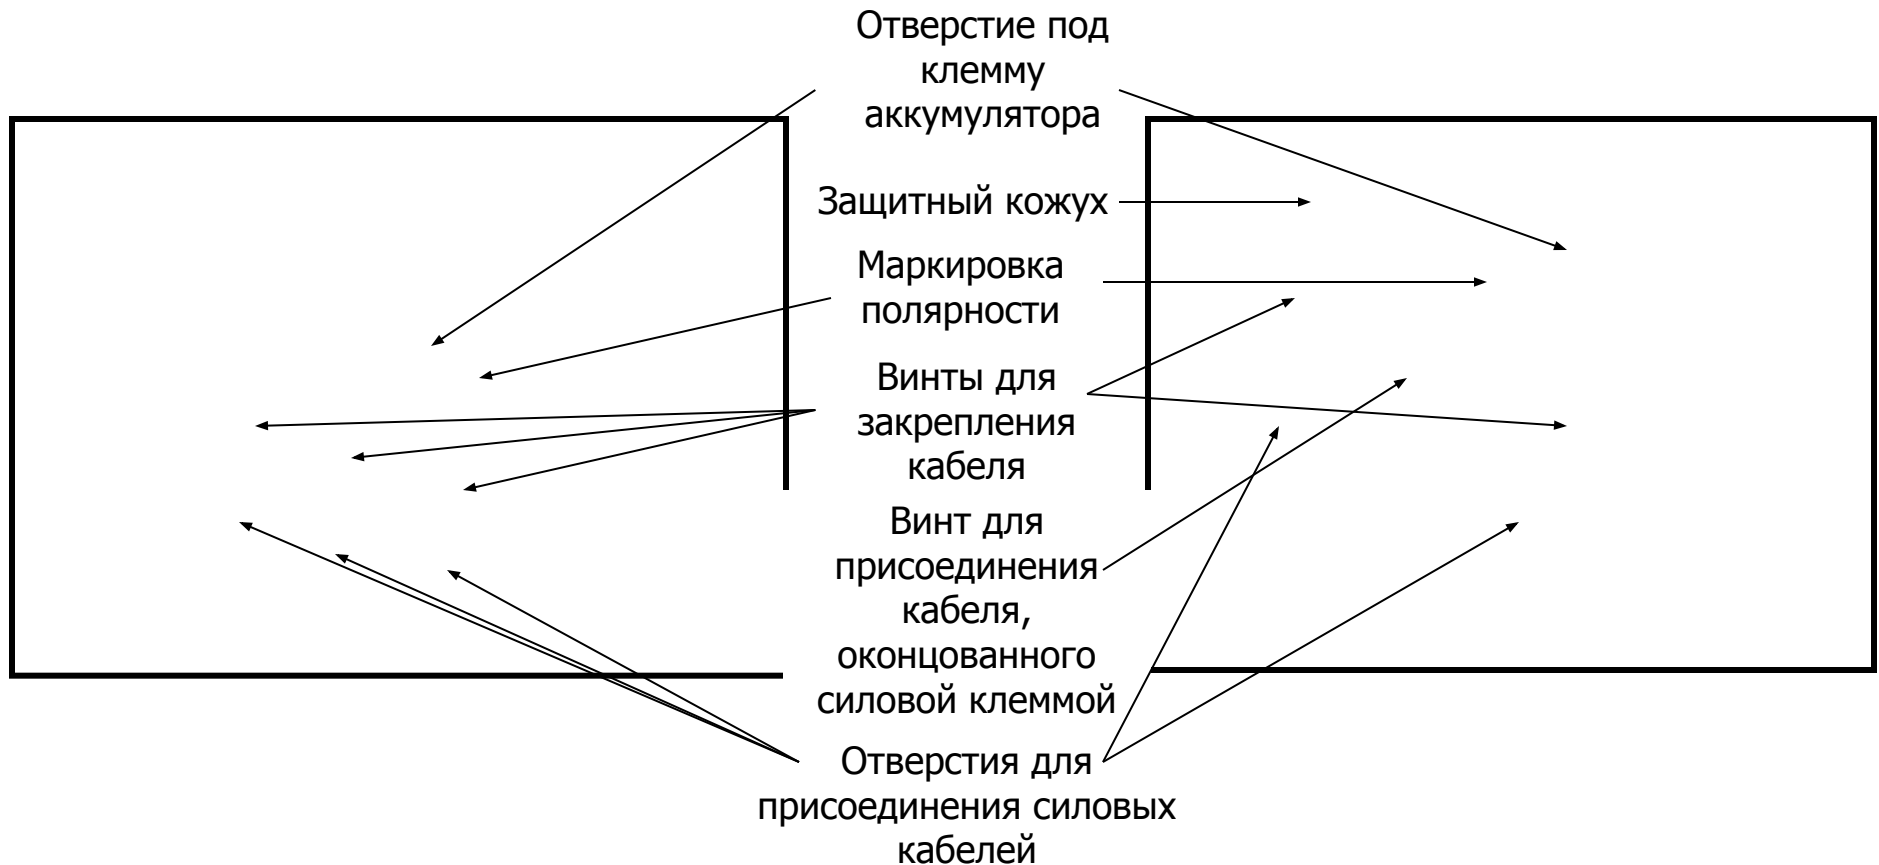 Отверстие под
клемму
аккумулятора
Защитный кожух
Маркировка
полярности
Винты для
закрепления
кабеля
Винт для
присоединения
кабеля,
оконцованного
силовой клеммой
Отверстия для
присоединения силовых
кабелей